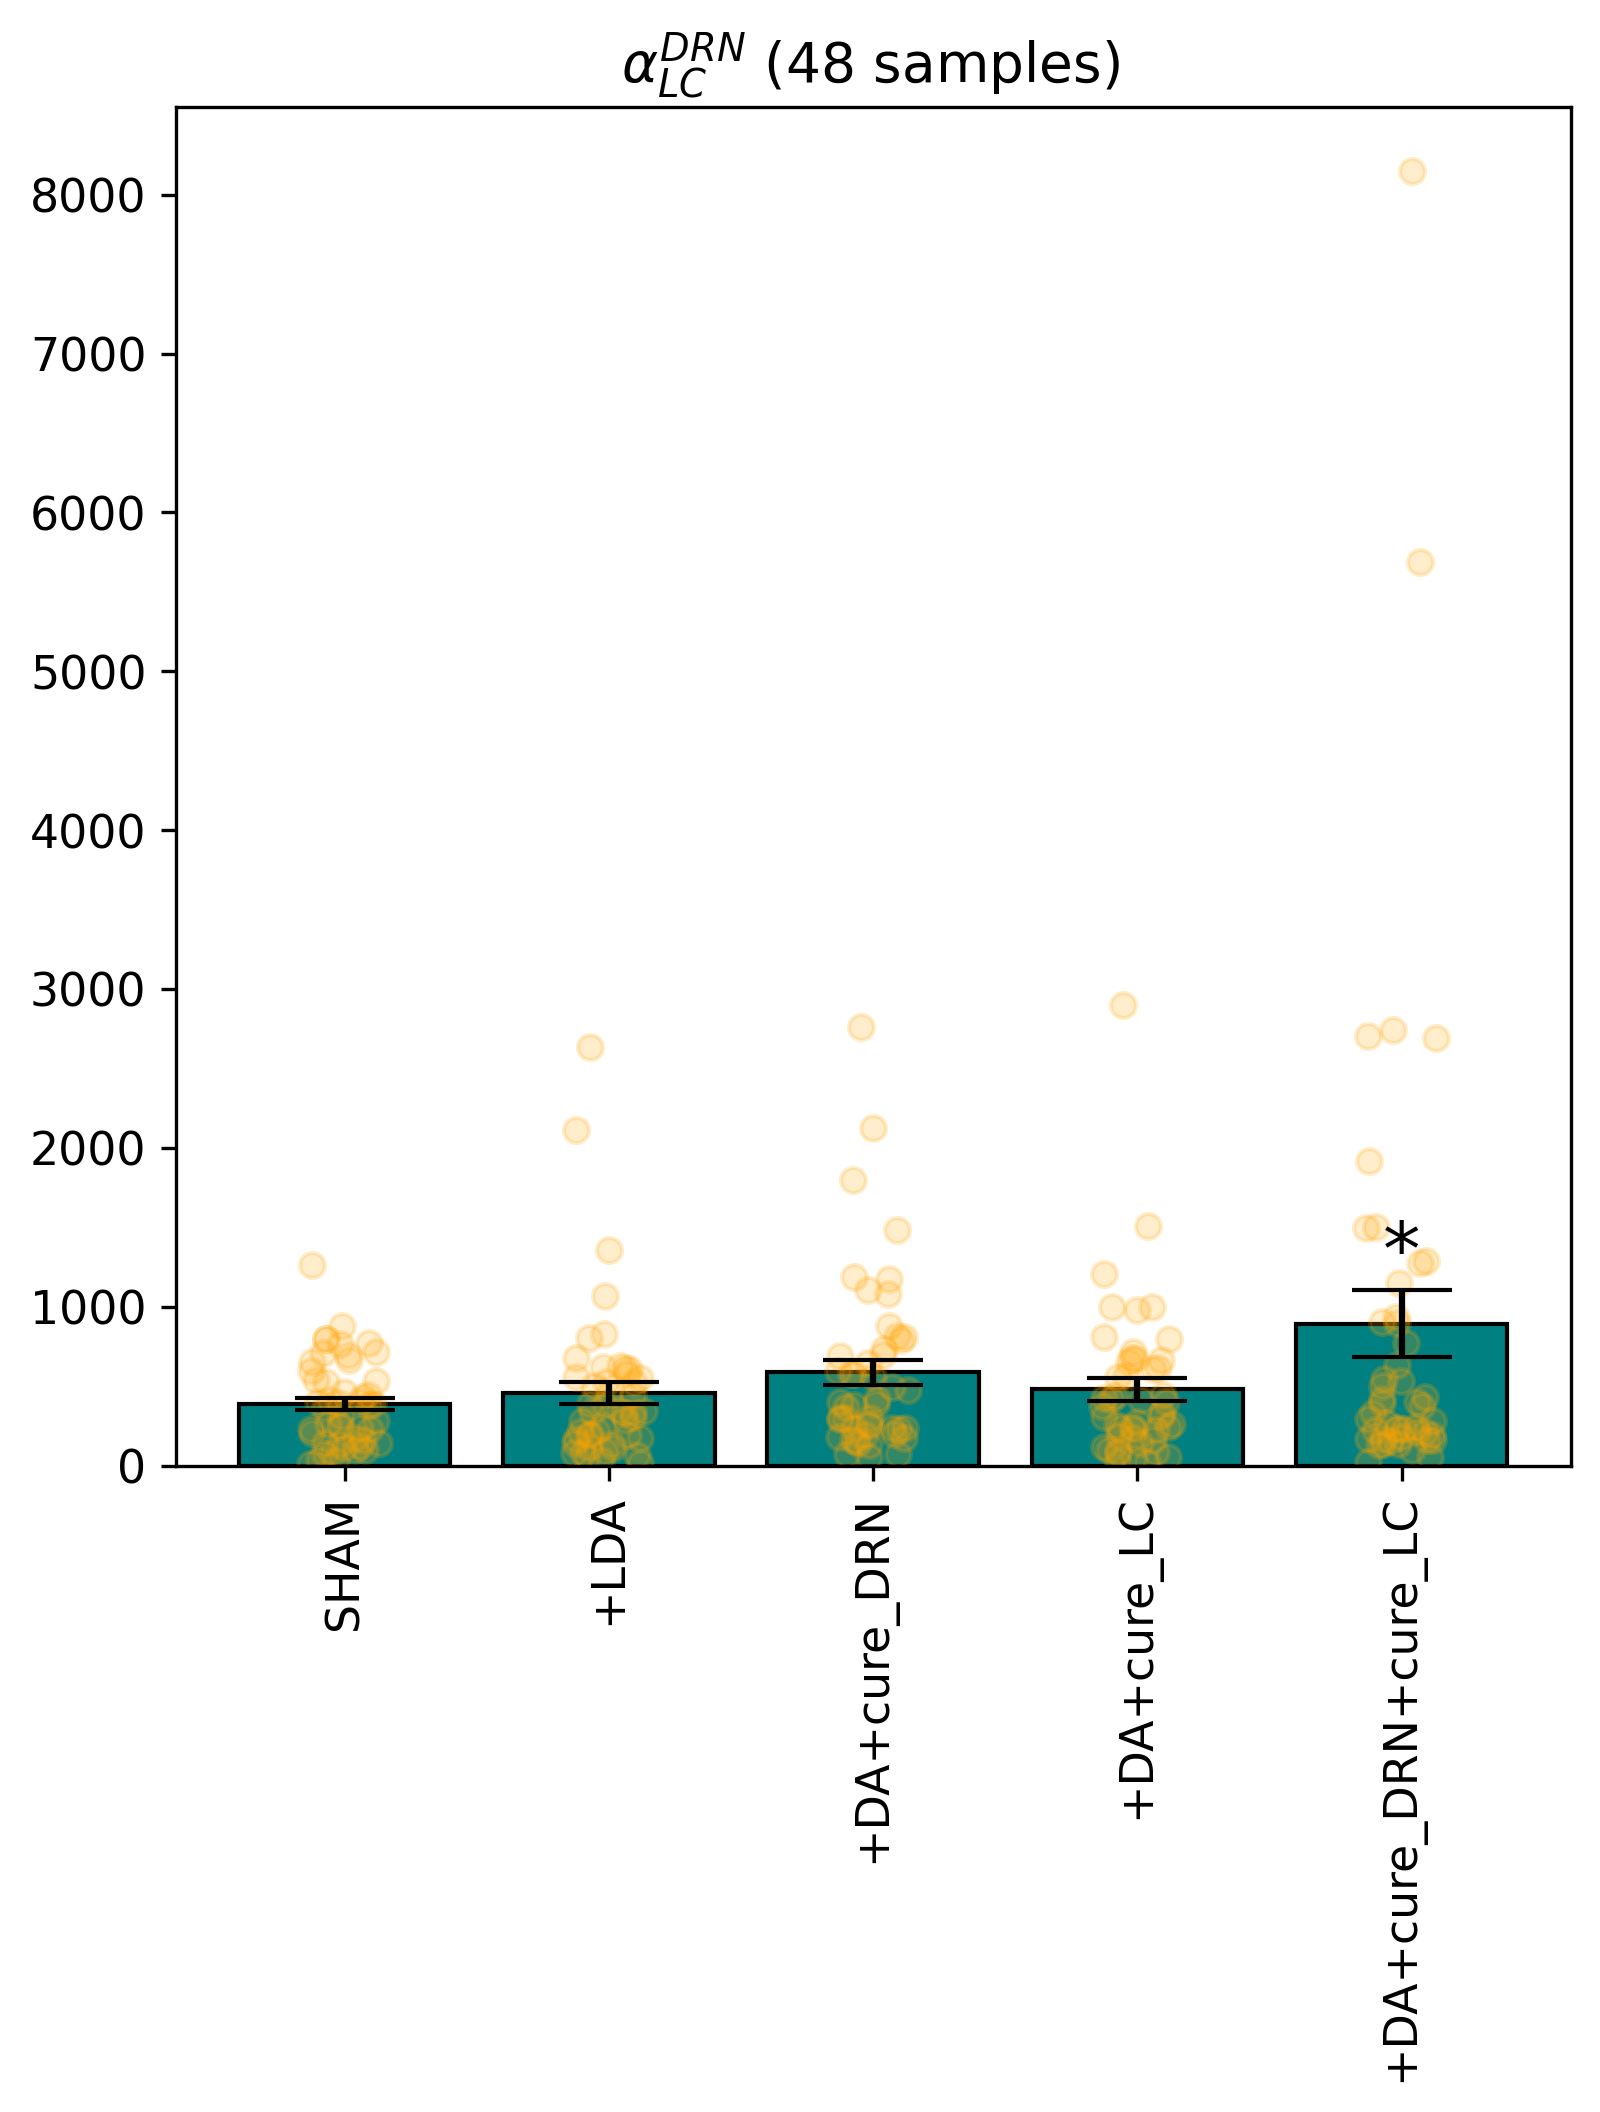 α_{LC}^{DRN} (48 samples)
8000
7000
6000
5000
4000
3000
2000
1000
0
*
SHAM
+LDA
+DA+cure_DRN
+DA+cure_LC
+DA+cure_DRN+cure_LC